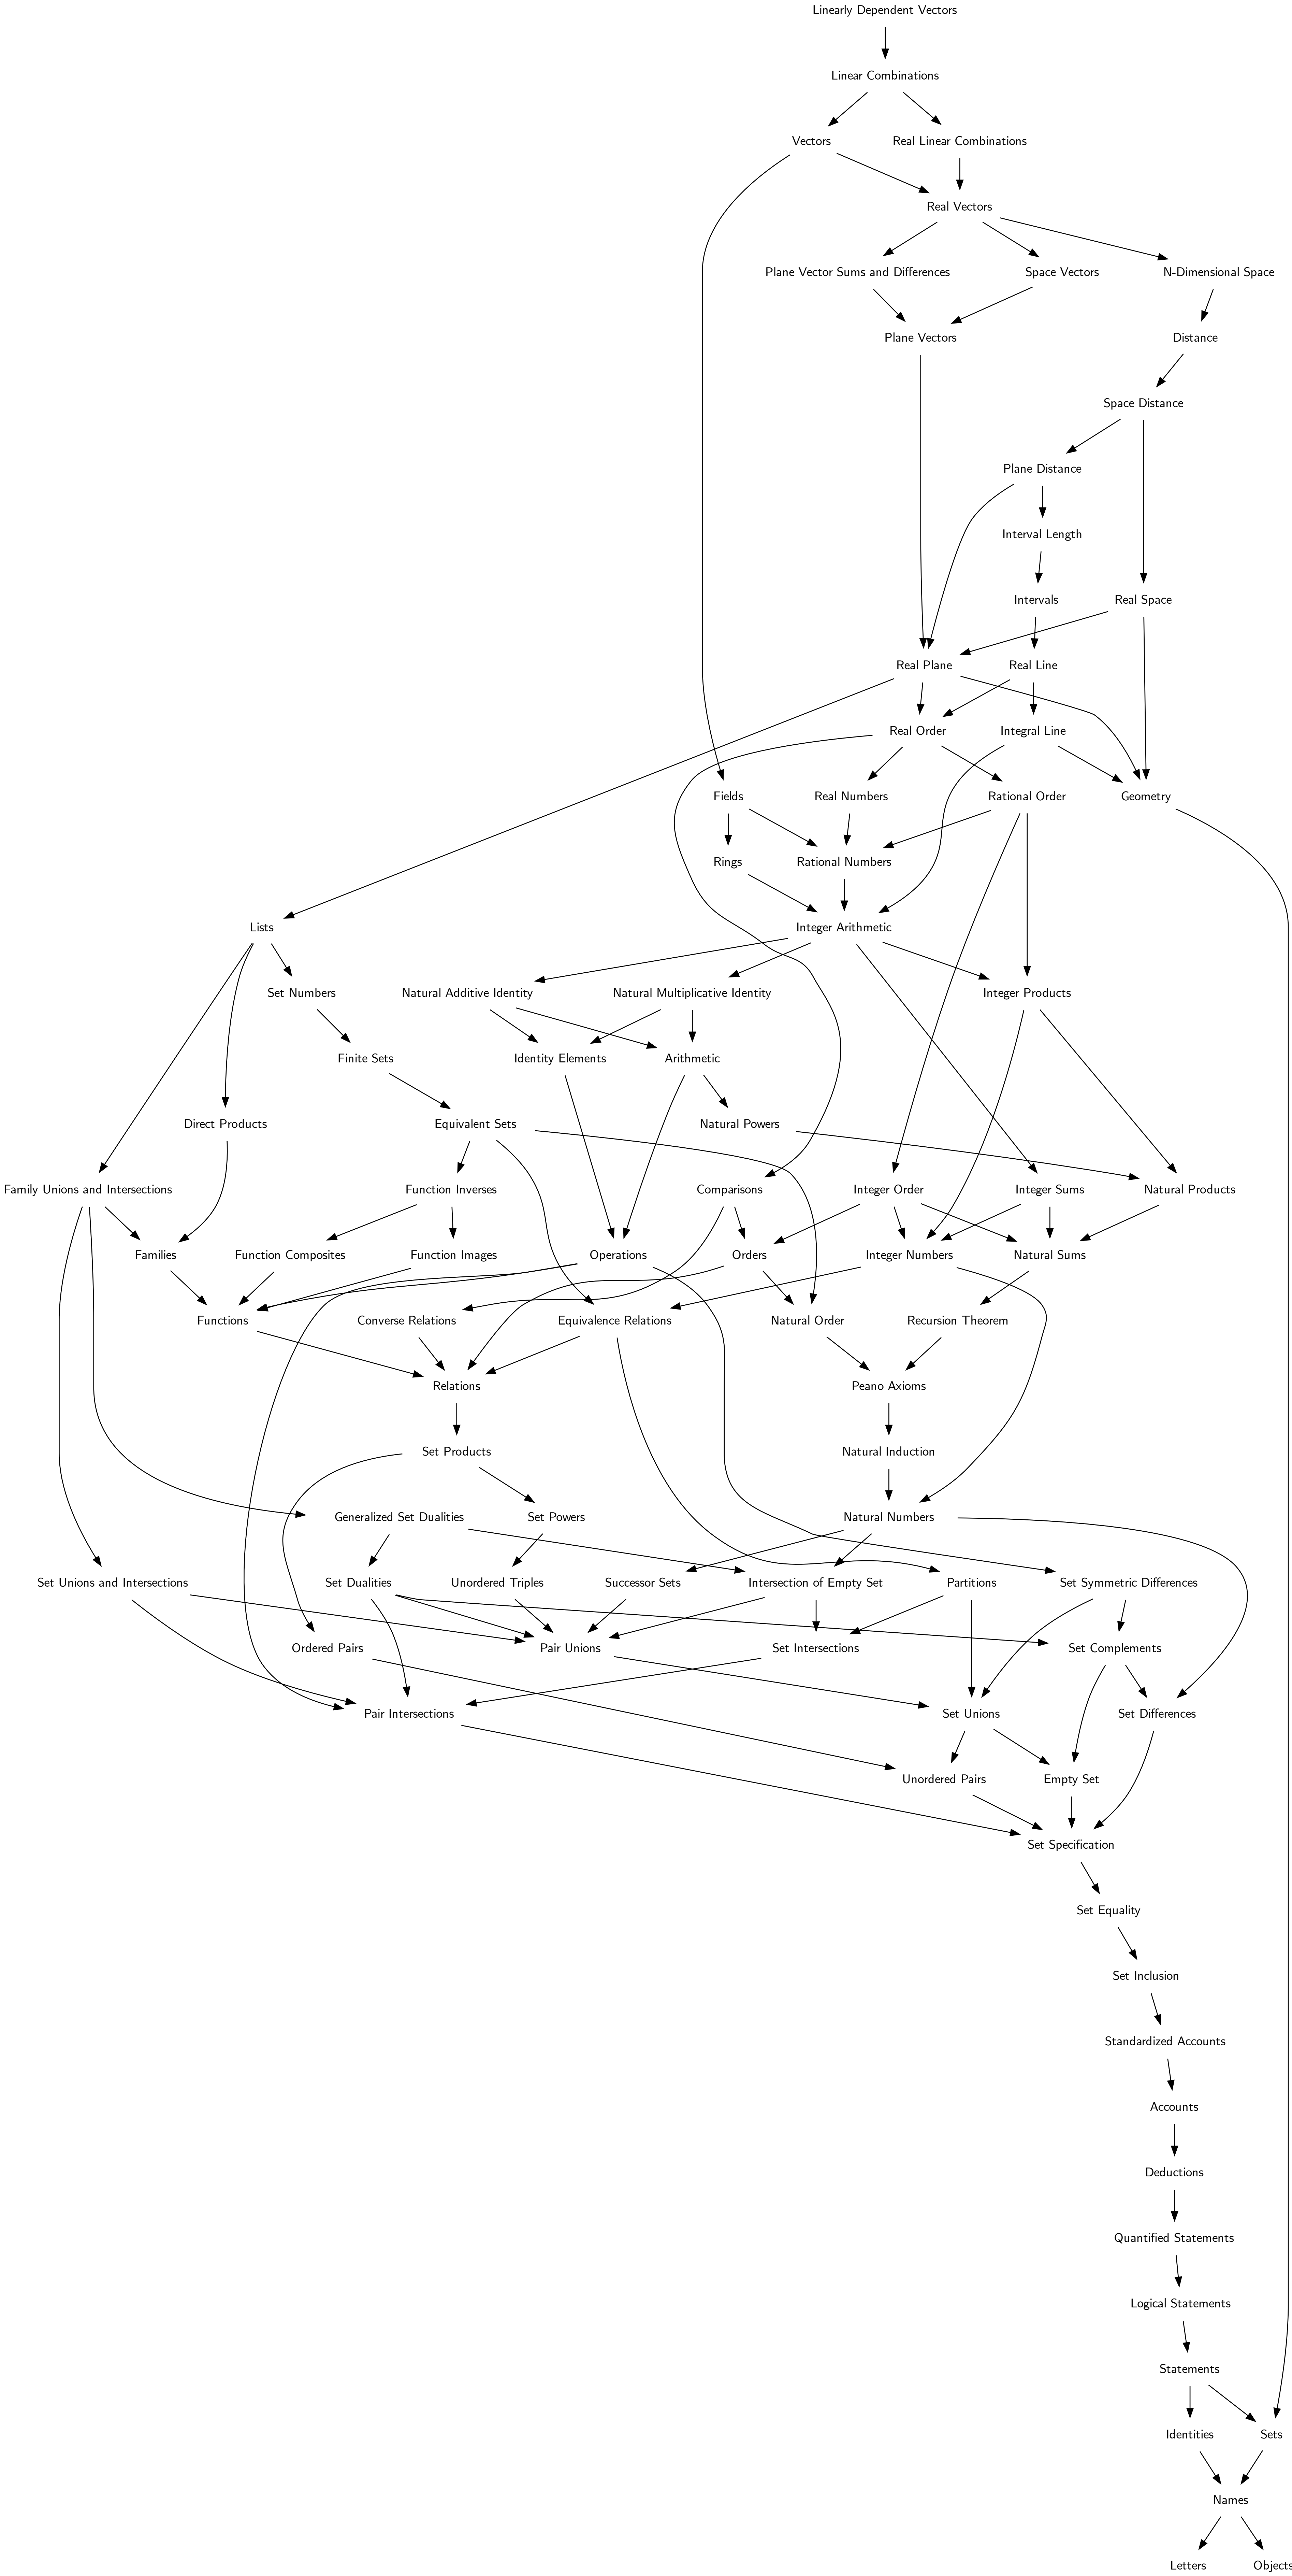 Linearly Dependent Vectors
Linear Combinations
Vectors
Real Linear Combinations
Real Vectors
Plane Vector Sums and Differences
Space Vectors
N-Dimensional Space
Plane Vectors
Distance
Space Distance
Plane Distance
Interval Length
Intervals
Real Space
Real Plane
Real Line
Real Order
Integral Line
Fields
Real Numbers
Rational Order
Geometry
Rings
Rational Numbers
Lists
Integer Arithmetic
Set Numbers
Natural Additive Identity
Natural Multiplicative Identity
Integer Products
Finite Sets
Identity Elements
Arithmetic
Direct Products
Equivalent Sets
Natural Powers
Family Unions and Intersections
Function Inverses
Comparisons
Integer Order
Integer Sums
Natural Products
Families
Function Composites
Function Images
Operations
Orders
Integer Numbers
Natural Sums
Functions
Converse Relations
Equivalence Relations
Natural Order
Recursion Theorem
Relations
Peano Axioms
Set Products
Natural Induction
Generalized Set Dualities
Set Powers
Natural Numbers
Set Unions and Intersections
Set Dualities
Unordered Triples
Successor Sets
Intersection of Empty Set
Partitions
Set Symmetric Differences
Ordered Pairs
Pair Unions
Set Intersections
Set Complements
Pair Intersections
Set Unions
Set Differences
Unordered Pairs
Empty Set
Set Specification
Set Equality
Set Inclusion
Standardized Accounts
Accounts
Deductions
Quantified Statements
Logical Statements
Statements
Identities
Sets
Names
Letters
Objects